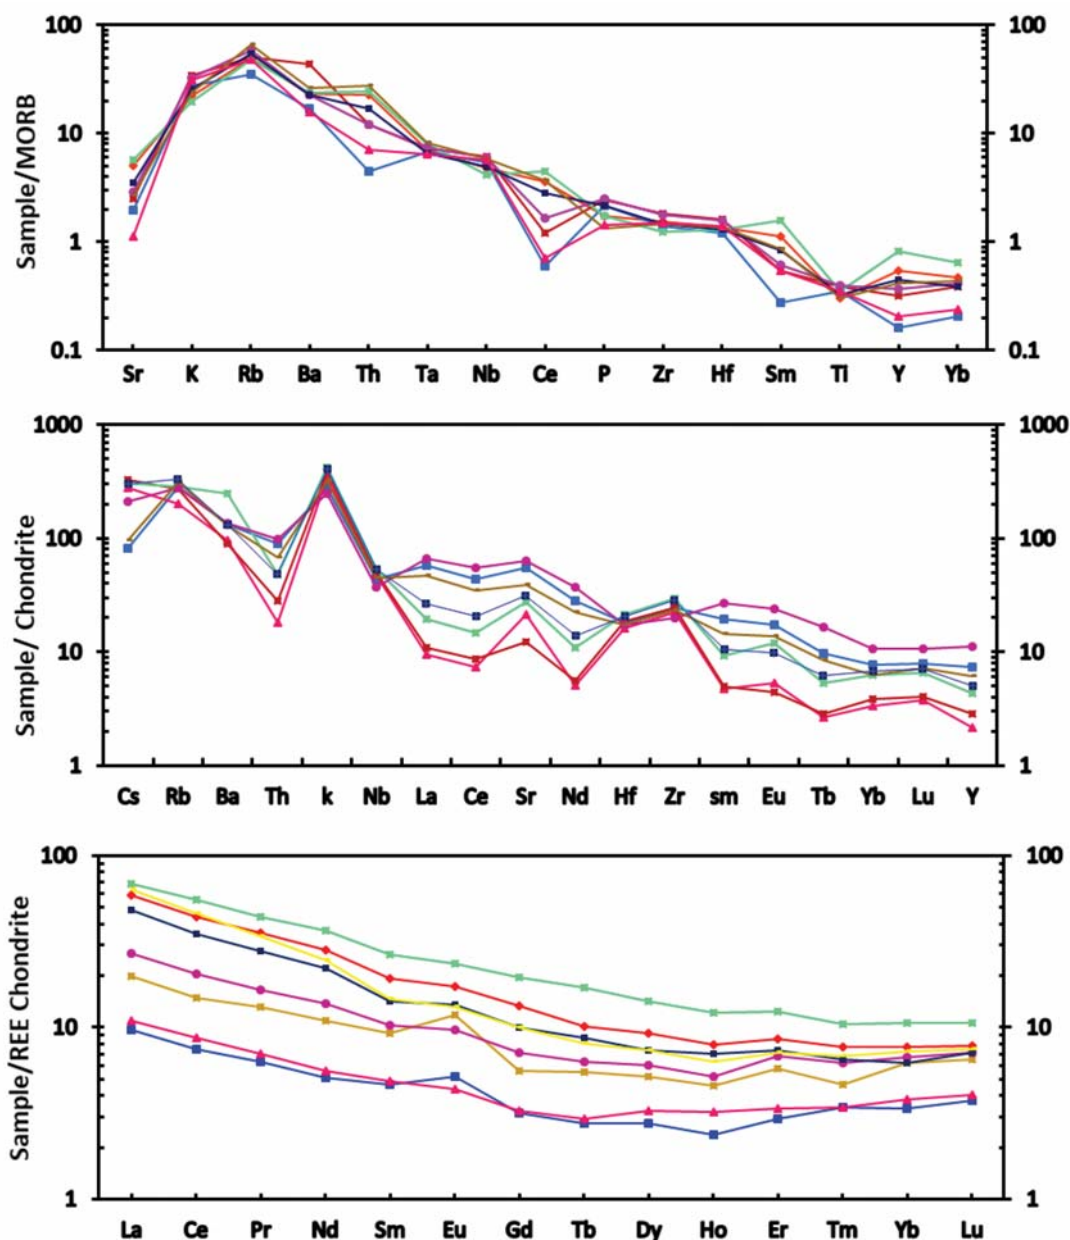 100 100
10 10
1 1
0.1 0.1
Sample/MORB
Sr K Rb Ba Th Ta Nb Ce P Zr Hf Sm Ti Y Yb
1000 1000
100 100
10 10
1 1
Sample/ Chondrite
Cs Rb Ba Th k Nb La Ce Sr Nd Hf Zr sm Eu Tb Yb Lu Y
100 100
10 10
1 1
Sample/REE Chondrite
La Ce Pr Nd Sm Eu Gd Tb Dy Ho Er Tm Yb Lu